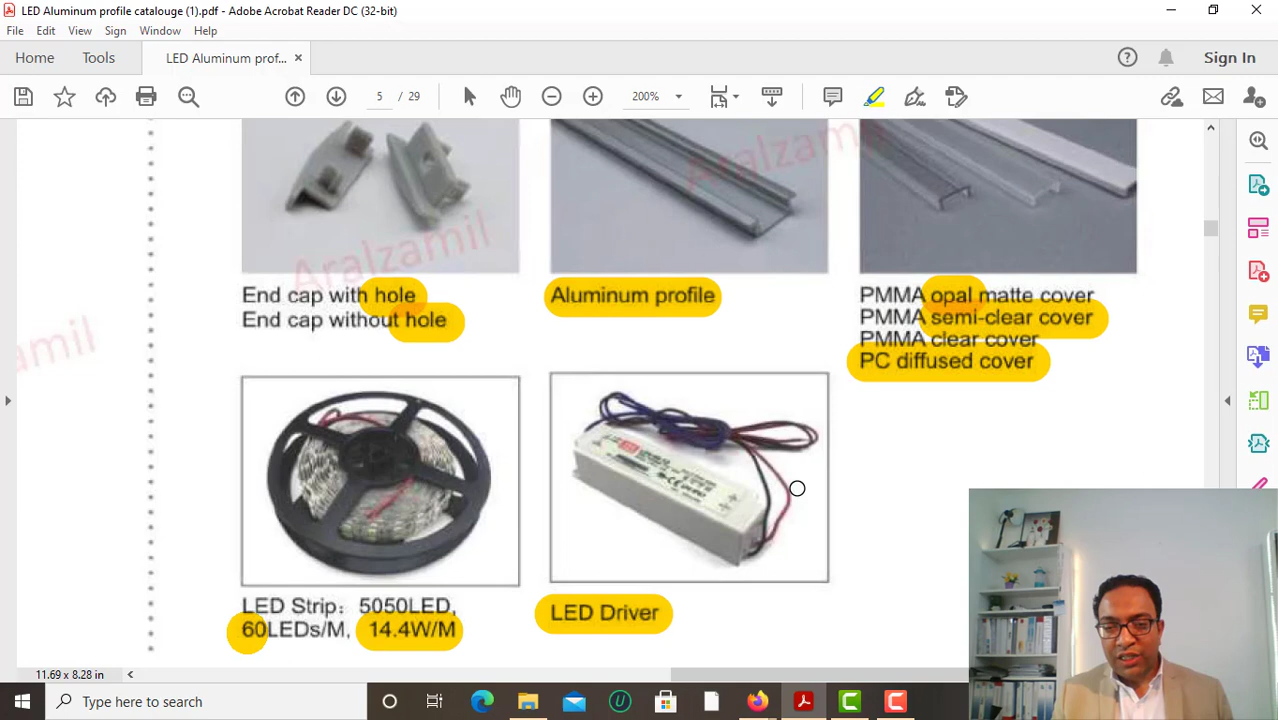 LED Aluminum profile catalouge (1).pdf - Adobe Acrobat Reader DC (32-bit)
File Edit View Sign Window Help
Home Tools LED Aluminum prof... × Sign In
5 / 29 200%
Aralzamil
Aralzamil
zamil
End cap with hole
End cap without hole
Aluminum profile
PMMA opal matte cover
PMMA semi-clear cover
PMMA clear cover
PC diffused cover
LED Strip: 5050LED,
60LEDs/M, 14.4W/M
LED Driver
11.69 x 8.28 in
Type here to search